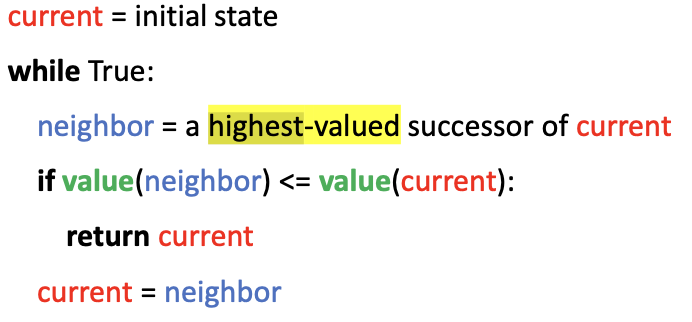 current = initial state
while True:
neighbor = a highest-valued successor of current
if value(neighbor) <= value(current):
return current
current = neighbor